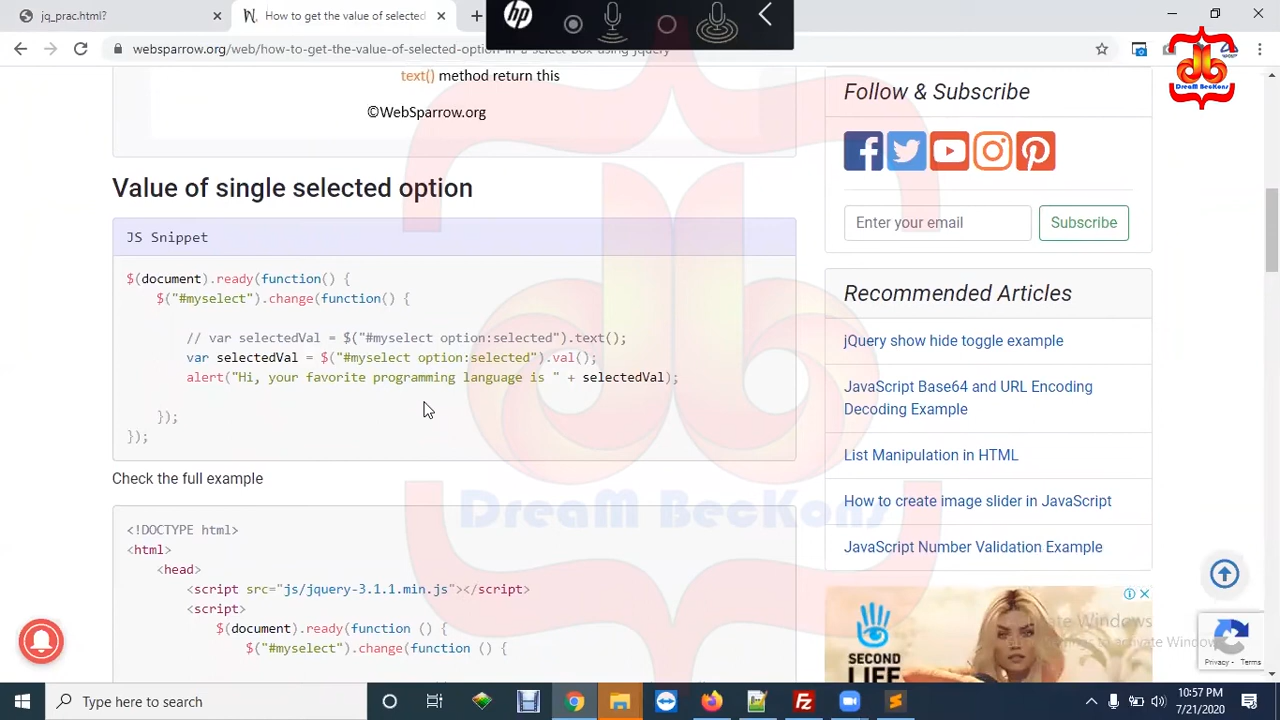 jq_prac.html?
How to get the value of selected
websparrow.org/web/how-to-get-the-value-of-selected-option-in-a-select-box-using-jquery
DreaM BecKons
text() method return this
©WebSparrow.org
Value of single selected option
JS Snippet
$(document).ready(function() {
$("#myselect").change(function() {
// var selectedVal = $("#myselect option:selected").text();
var selectedVal = $("#myselect option:selected").val();
alert("Hi, your favorite programming language is " + selectedVal);
});
});
Check the full example
<!DOCTYPE html>
<html>
<head>
<script src="js/jquery-3.1.1.min.js"></script>
<script>
$(document).ready(function () {
$("#myselect").change(function () {
DreaM BecKons
Follow & Subscribe
Enter your email
Subscribe
Recommended Articles
jQuery show hide toggle example
JavaScript Base64 and URL Encoding
Decoding Example
List Manipulation in HTML
How to create image slider in JavaScript
JavaScript Number Validation Example
SECOND
LIFE
Privacy - Terms
Type here to search
10:57 PM
7/21/2020